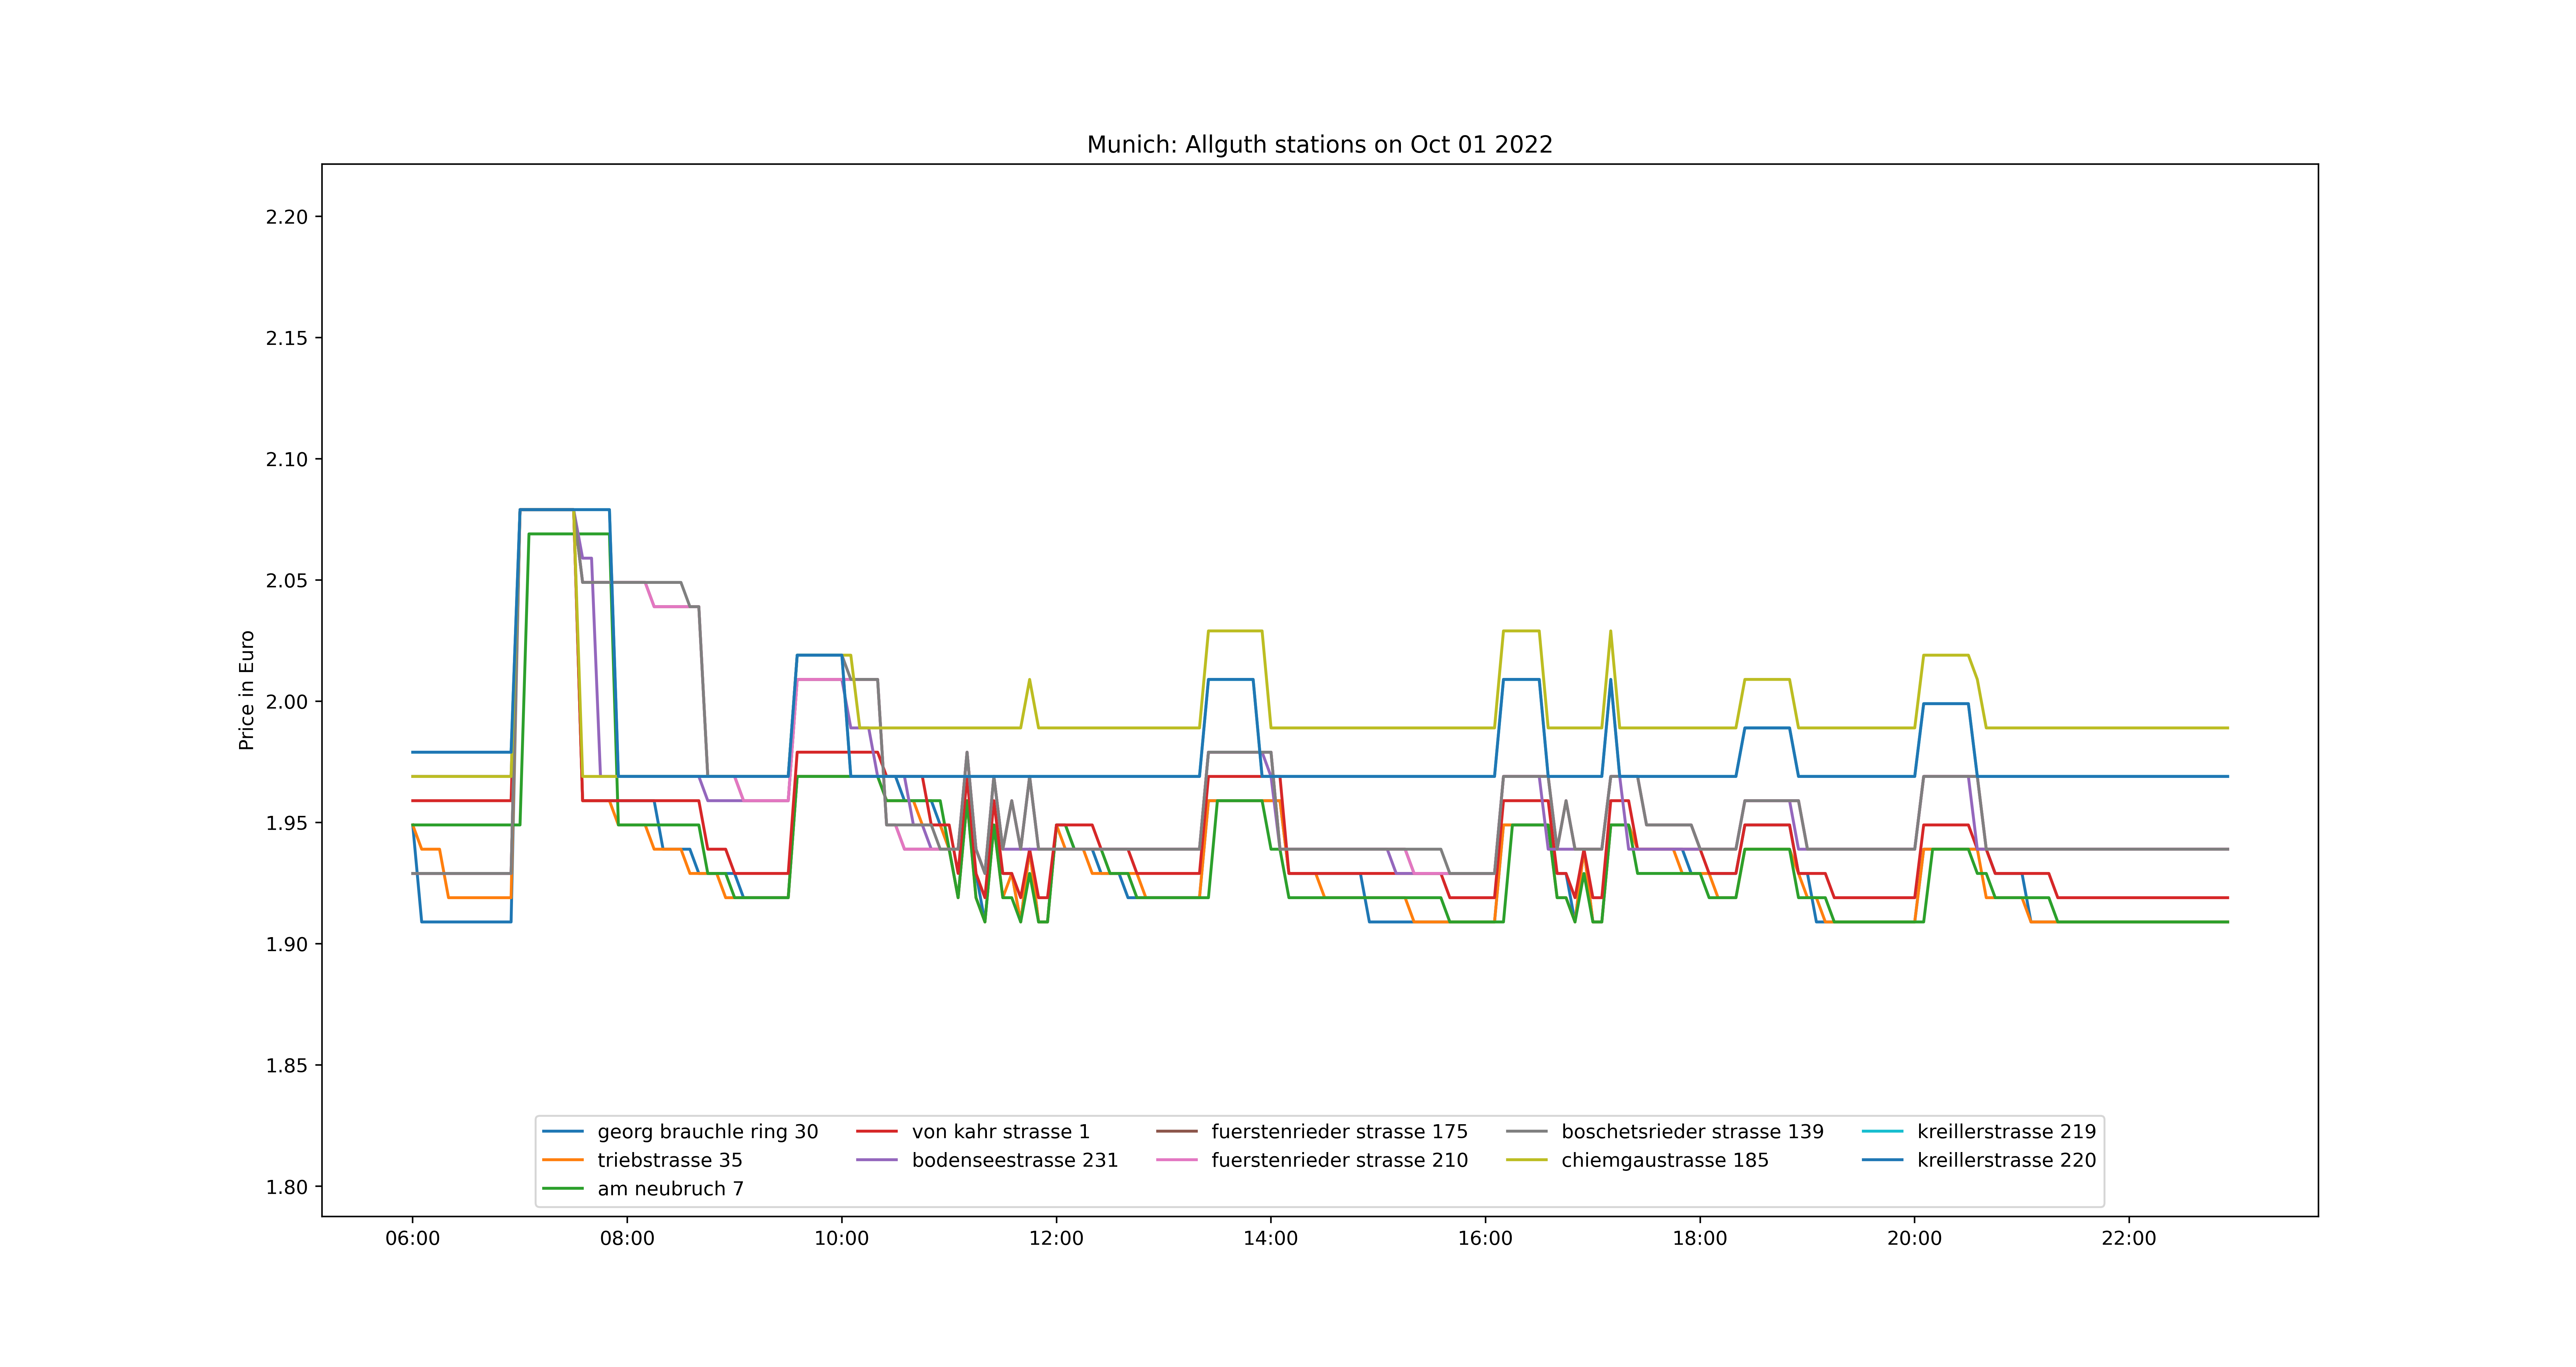 Munich: Allguth stations on Oct 01 2022
2.20
2.15
2.10
2.05
2.00
1.95
1.90
1.85
1.80
Price in Euro
georg brauchle ring 30
triebstrasse 35
am neubruch 7
von kahr strasse 1
bodenseestrasse 231
fuerstenrieder strasse 175
fuerstenrieder strasse 210
boschetsrieder strasse 139
chiemgaustrasse 185
kreillerstrasse 219
kreillerstrasse 220
06:00 08:00 10:00 12:00 14:00 16:00 18:00 20:00 22:00